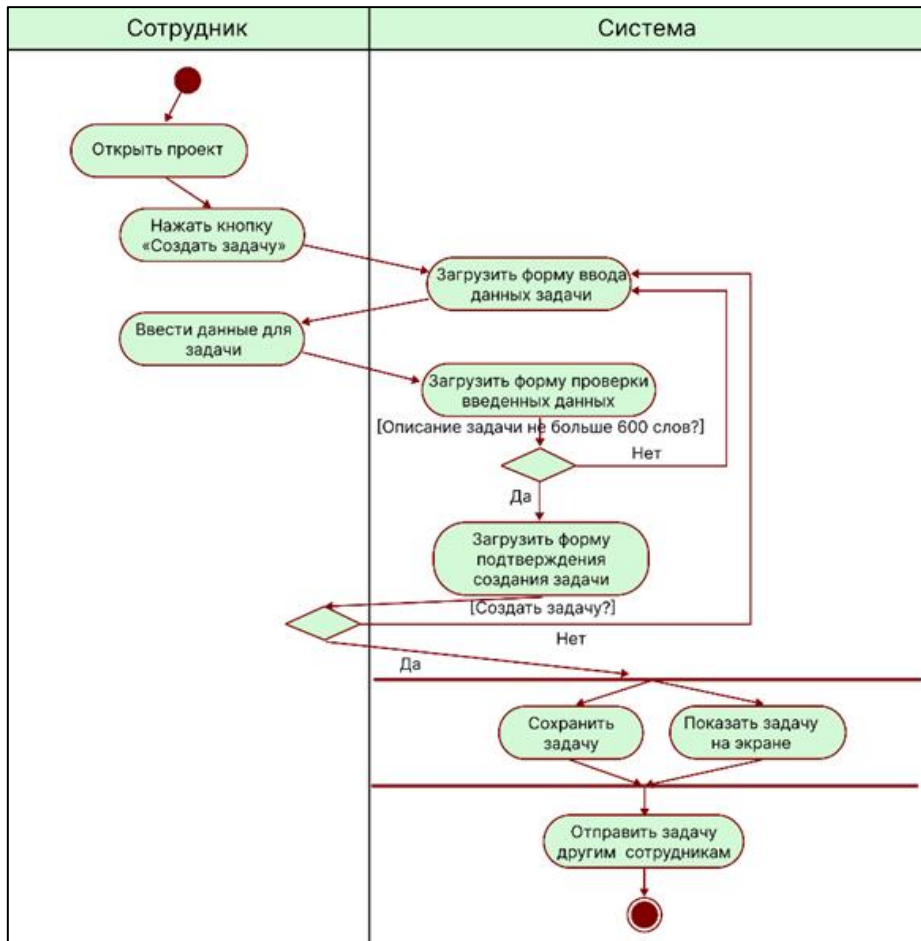 Сотрудник
Система
Открыть проект
Нажать кнопку
«Создать задачу»
Загрузить форму ввода
данных задачи
Ввести данные для
задачи
Загрузить форму проверки
введенных данных
[Описание задачи не больше 600 слов?]
Нет
Да
Загрузить форму
подтверждения
создания задачи
[Создать задачу?]
Нет
Да
Сохранить
задачу
Показать задачу
на экране
Отправить задачу
другим сотрудникам